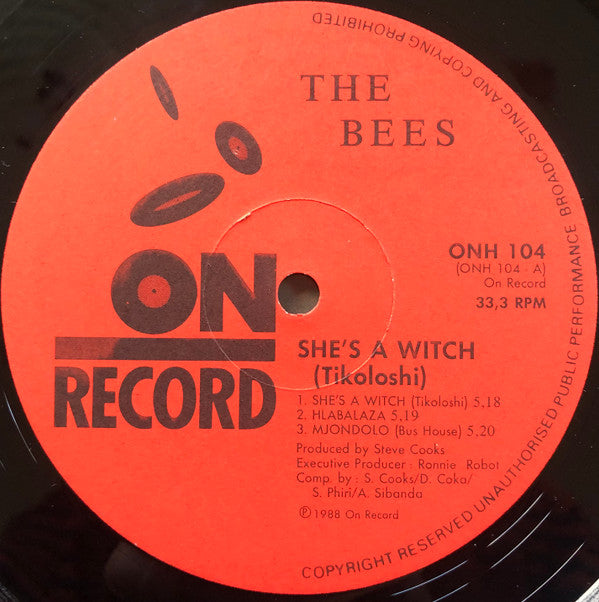 THE
BEES
ON
RECORD
ONH 104
(ONH 104 - A)
On Record
33,3 RPM
SHE'S A WITCH
(Tikoloshi)
1. SHE'S A WITCH (Tikoloshi) 5,18
2. HLABALAZA 5,19
3. MJONDOLO (Bus House) 5,20
Produced by Steve Cooks
Executive Producer : Ronnie Robot
Comp. by : S. Cooks/D. Coka/
S. Phiri/A. Sibanda
℗ 1988 On Record
COPYRIGHT RESERVED UNAUTHORISED PUBLIC PERFORMANCE BROADCASTING AND COPYING PROHIBITED